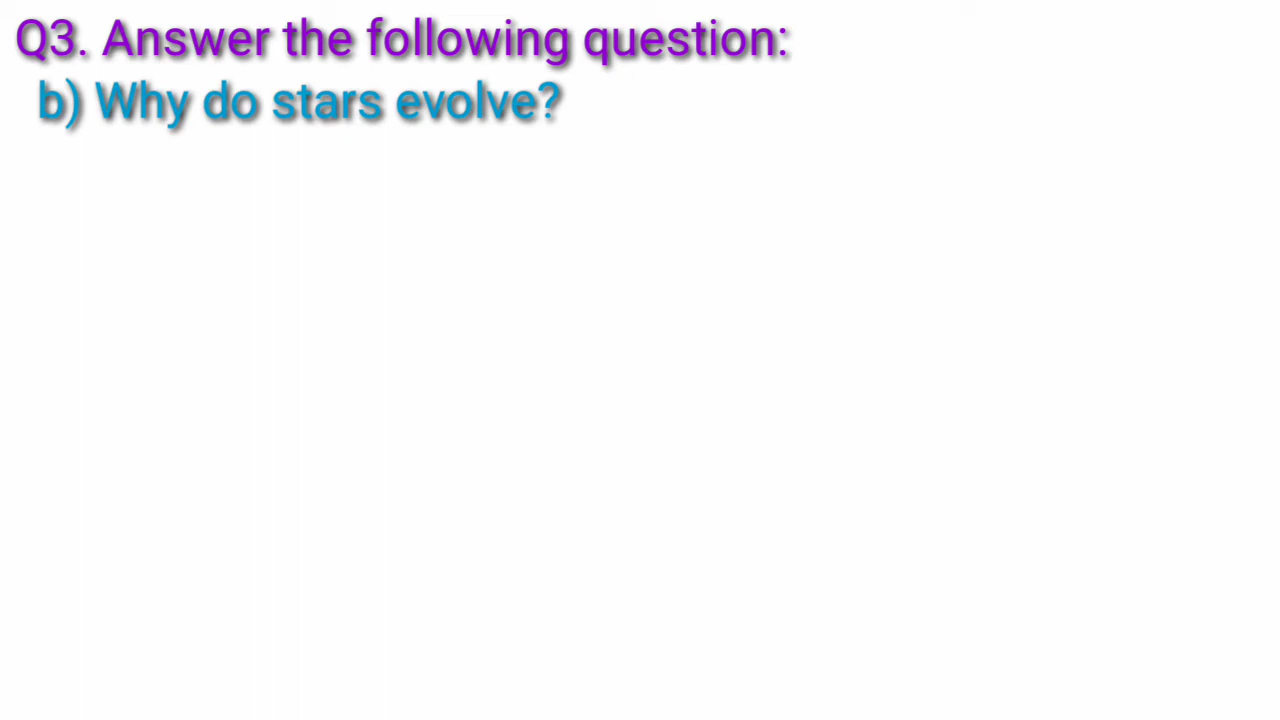 Q3. Answer the following question:
b) Why do stars evolve?